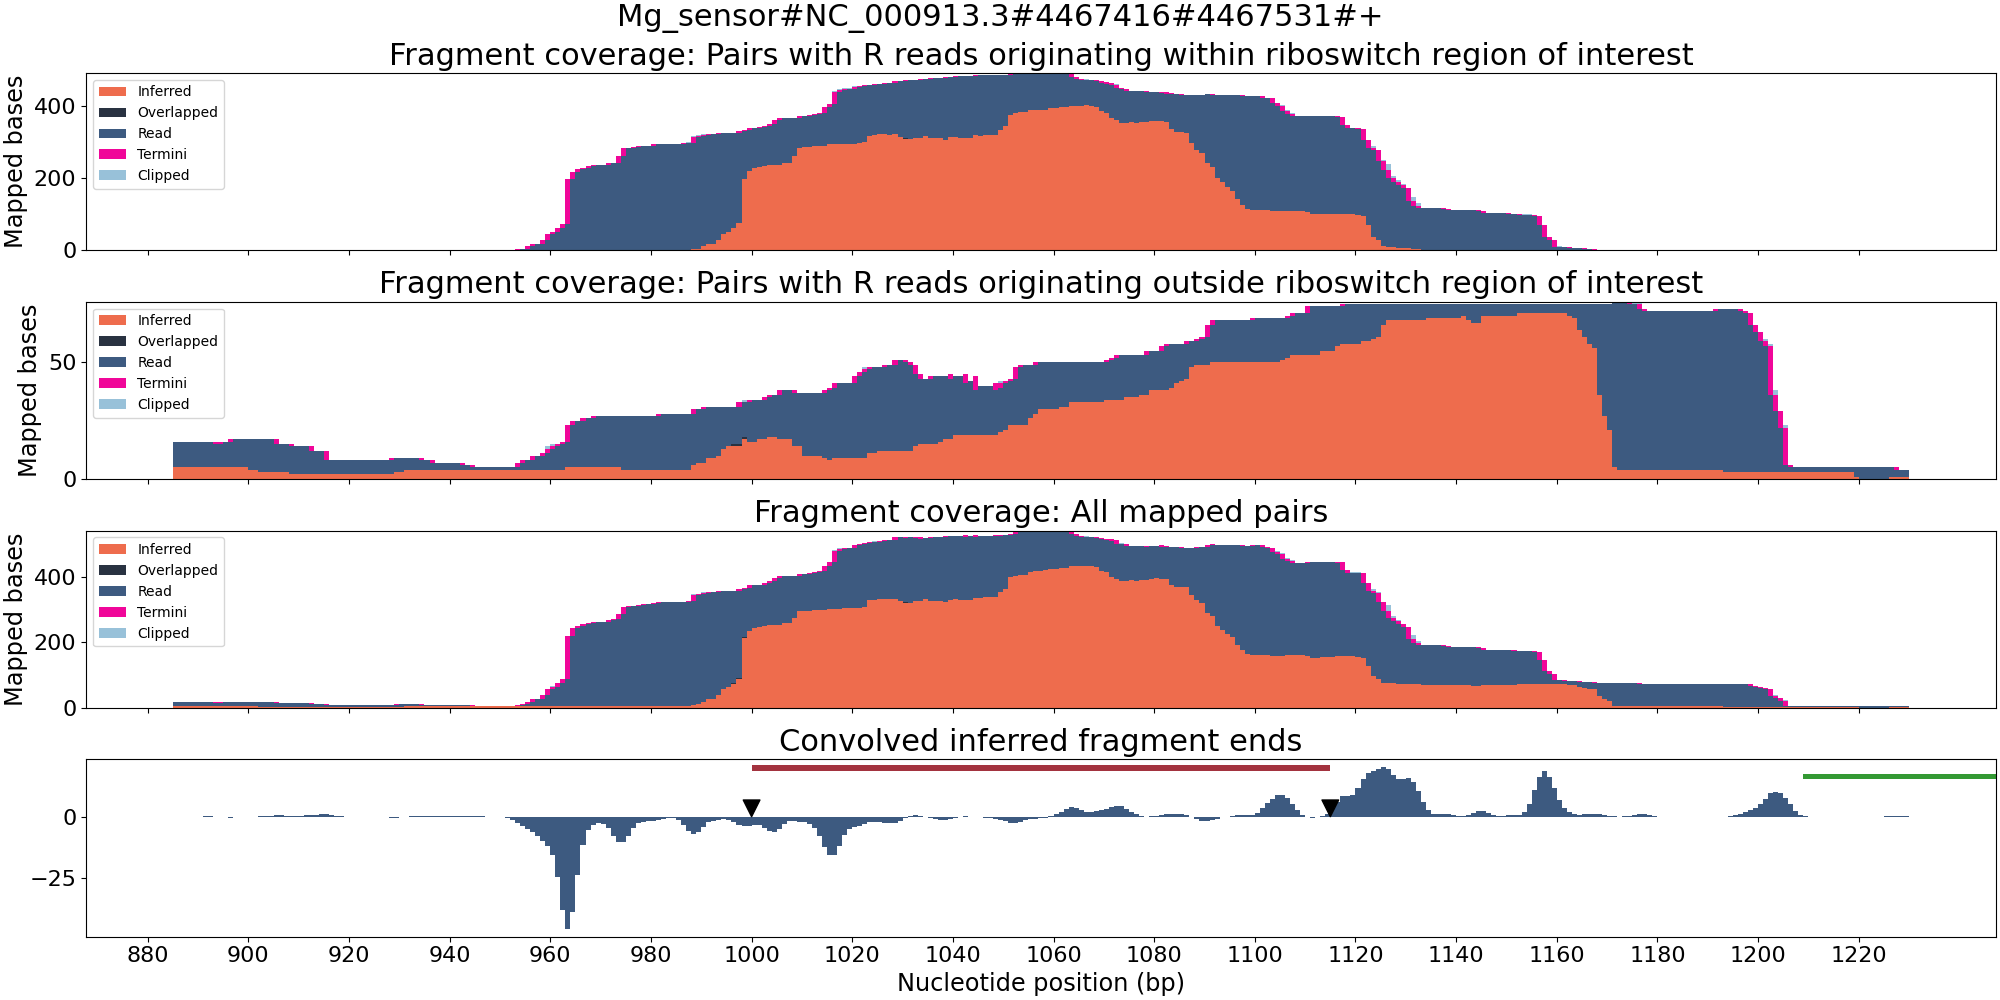 Mg_sensor#NC_000913.3#4467416#4467531#+
Fragment coverage: Pairs with R reads originating within riboswitch region of interest
Mapped bases
400
200
0
Inferred
Overlapped
Read
Termini
Clipped
Fragment coverage: Pairs with R reads originating outside riboswitch region of interest
Mapped bases
50
0
Inferred
Overlapped
Read
Termini
Clipped
Fragment coverage: All mapped pairs
Mapped bases
400
200
0
Inferred
Overlapped
Read
Termini
Clipped
Convolved inferred fragment ends
0
−25
880 900 920 940 960 980 1000 1020 1040 1060 1080 1100 1120 1140 1160 1180 1200 1220
Nucleotide position (bp)